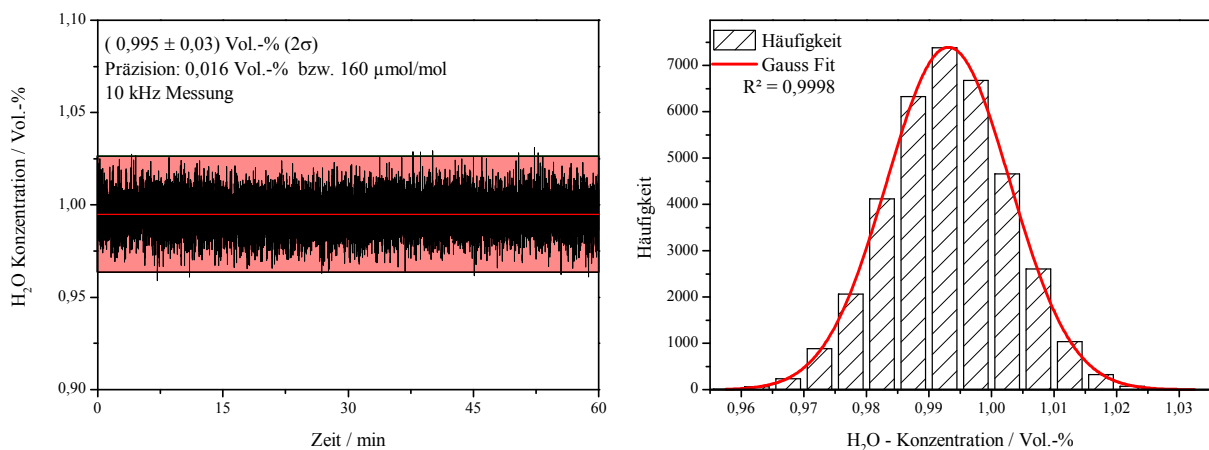 1,10
1,05
1,00
0,95
0,90
H₂O Konzentration / Vol.-%
( 0,995 ± 0,03) Vol.-% (2σ)
Präzision: 0,016 Vol.-% bzw. 160 µmol/mol
10 kHz Messung
0 15 30 45 60
Zeit / min
Häufigkeit
7000
6000
5000
4000
3000
2000
1000
0
Häufigkeit
Gauss Fit
R² = 0,9998
0,96 0,97 0,98 0,99 1,00 1,01 1,02 1,03
H₂O - Konzentration / Vol.-%